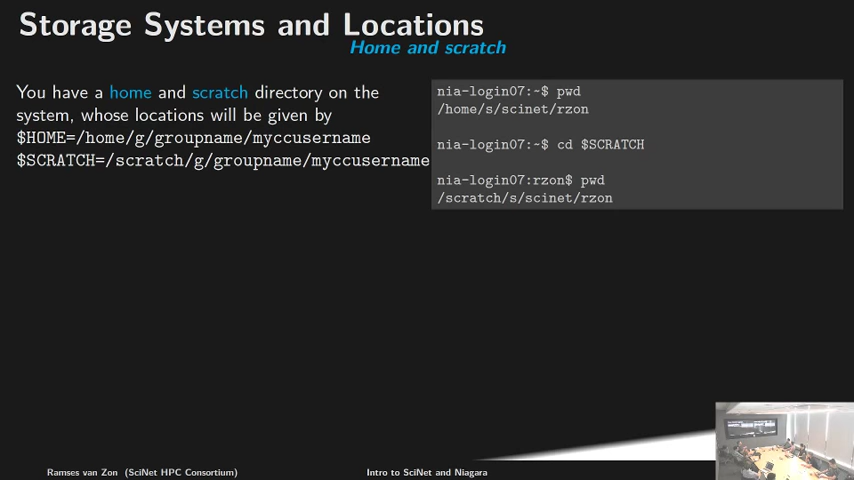 Storage Systems and Locations
Home and scratch
You have a home and scratch directory on the
system, whose locations will be given by
$HOME=/home/g/groupname/myccusername
$SCRATCH=/scratch/g/groupname/myccusername
nia-login07:~$ pwd
/home/s/scinet/rzon
nia-login07:~$ cd $SCRATCH
nia-login07:rzon$ pwd
/scratch/s/scinet/rzon
Ramses van Zon (SciNet HPC Consortium)
Intro to SciNet and Niagara